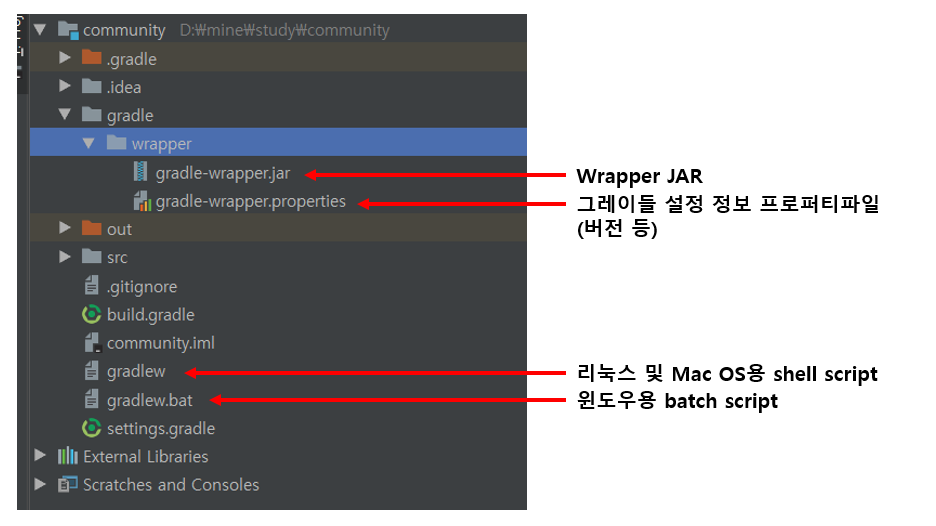 community D:₩mine₩study₩community
.gradle
.idea
gradle
wrapper
gradle-wrapper.jar
Wrapper JAR
gradle-wrapper.properties
그레이들 설정 정보 프로퍼티파일
(버전 등)
out
src
.gitignore
build.gradle
community.iml
gradlew
리눅스 및 Mac OS용 shell script
gradlew.bat
윈도우용 batch script
settings.gradle
External Libraries
Scratches and Consoles